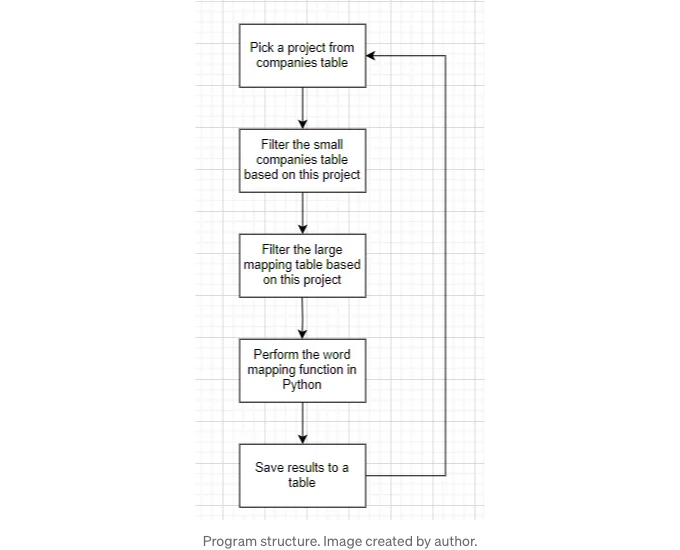 Pick a project from
companies table
Filter the small
companies table
based on this project
Filter the large
mapping table based
on this project
Perform the word
mapping function in
Python
Save results to a
table
Program structure. Image created by author.